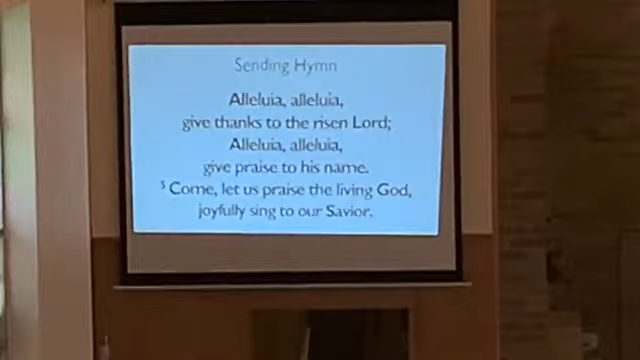 Sending Hymn
Alleluia, alleluia,
give thanks to the risen Lord;
Alleluia, alleluia,
give praise to his name.
5 Come, let us praise the living God,
joyfully sing to our Savior.